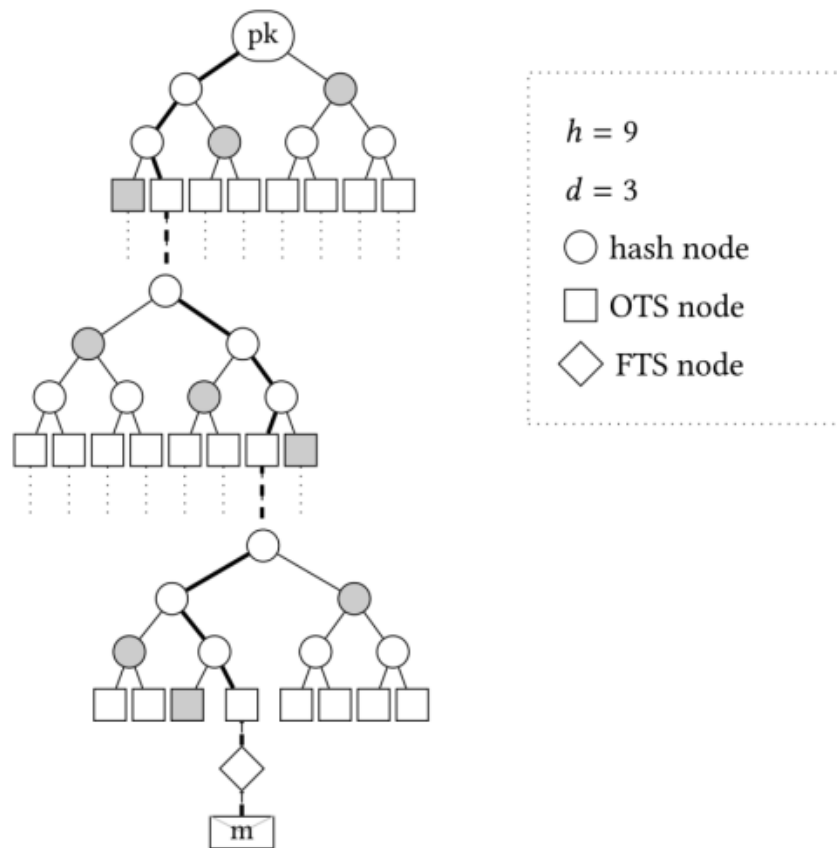 pk
h = 9
d = 3
hash node
OTS node
FTS node
m